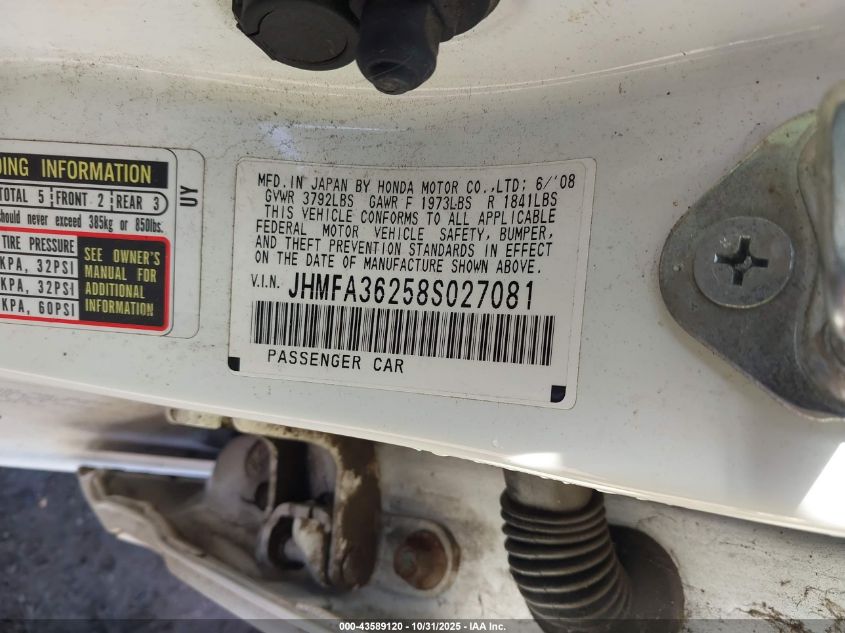 DING INFORMATION
TOTAL 5 FRONT 2 REAR 3
hould never exceed 385kg or 850lbs.
TIRE PRESSURE
KPA, 32PSI
KPA, 32PSI
KPA, 60PSI
SEE OWNER'S
MANUAL FOR
ADDITIONAL
INFORMATION
UY
MFD. IN JAPAN BY HONDA MOTOR CO.,LTD; 6/'08
GVWR 3792LBS GAWR F 1973LBS R 1841LBS
THIS VEHICLE CONFORMS TO ALL APPLICABLE
FEDERAL MOTOR VEHICLE SAFETY, BUMPER,
AND THEFT PREVENTION STANDARDS IN EFFECT
ON THE DATE OF MANUFACTURE SHOWN ABOVE.
V.I.N. JHMFA36258S027081
PASSENGER CAR
000-43589120 - 10/31/2025 - IAA Inc.